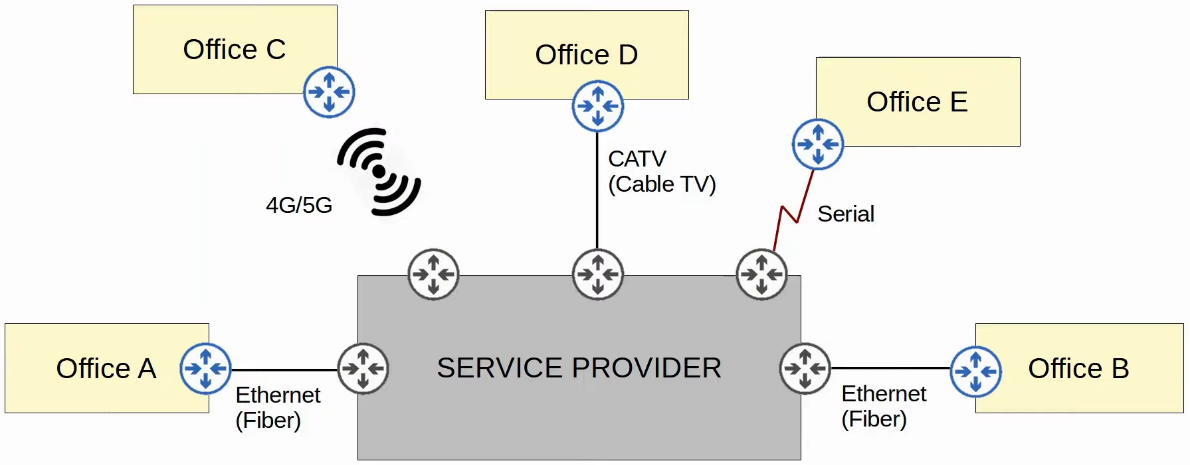 Office C
Office D
Office E
CATV
(Cable TV)
4G/5G
Serial
Office A
SERVICE PROVIDER
Office B
Ethernet
(Fiber)
Ethernet
(Fiber)